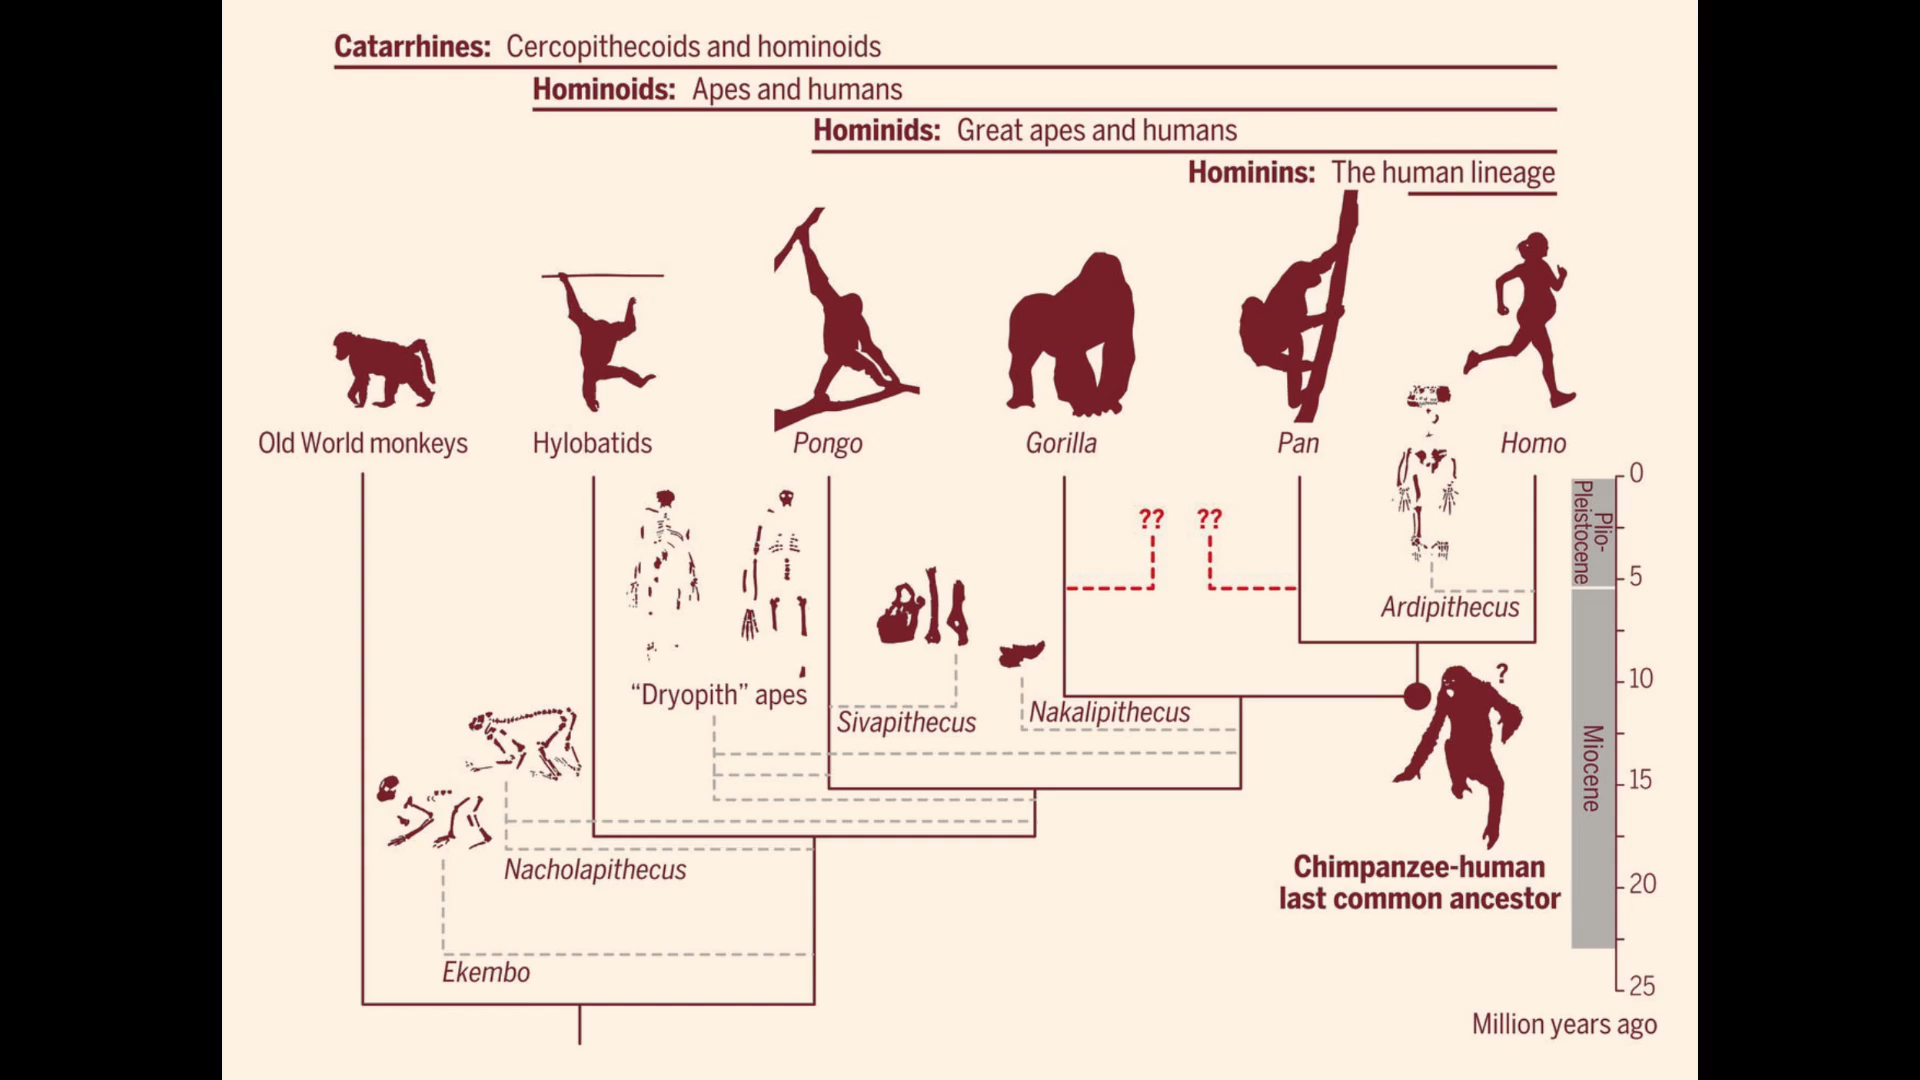 Catarrhines: Cercopithecoids and hominoids
Hominoids: Apes and humans
Hominids: Great apes and humans
Hominins: The human lineage
Old World monkeys
Hylobatids
Pongo
Gorilla
Pan
Homo
?? ??
0
5
10
15
20
25
Plio-
Pleistocene
Miocene
Million years ago
Ardipithecus
"Dryopith" apes
Sivapithecus
Nakalipithecus
?
Nacholapithecus
Chimpanzee-human
last common ancestor
Ekembo